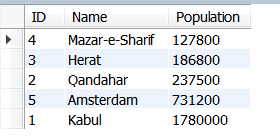 ID Name Population
4 Mazar-e-Sharif 127800
3 Herat 186800
2 Qandahar 237500
5 Amsterdam 731200
1 Kabul 1780000